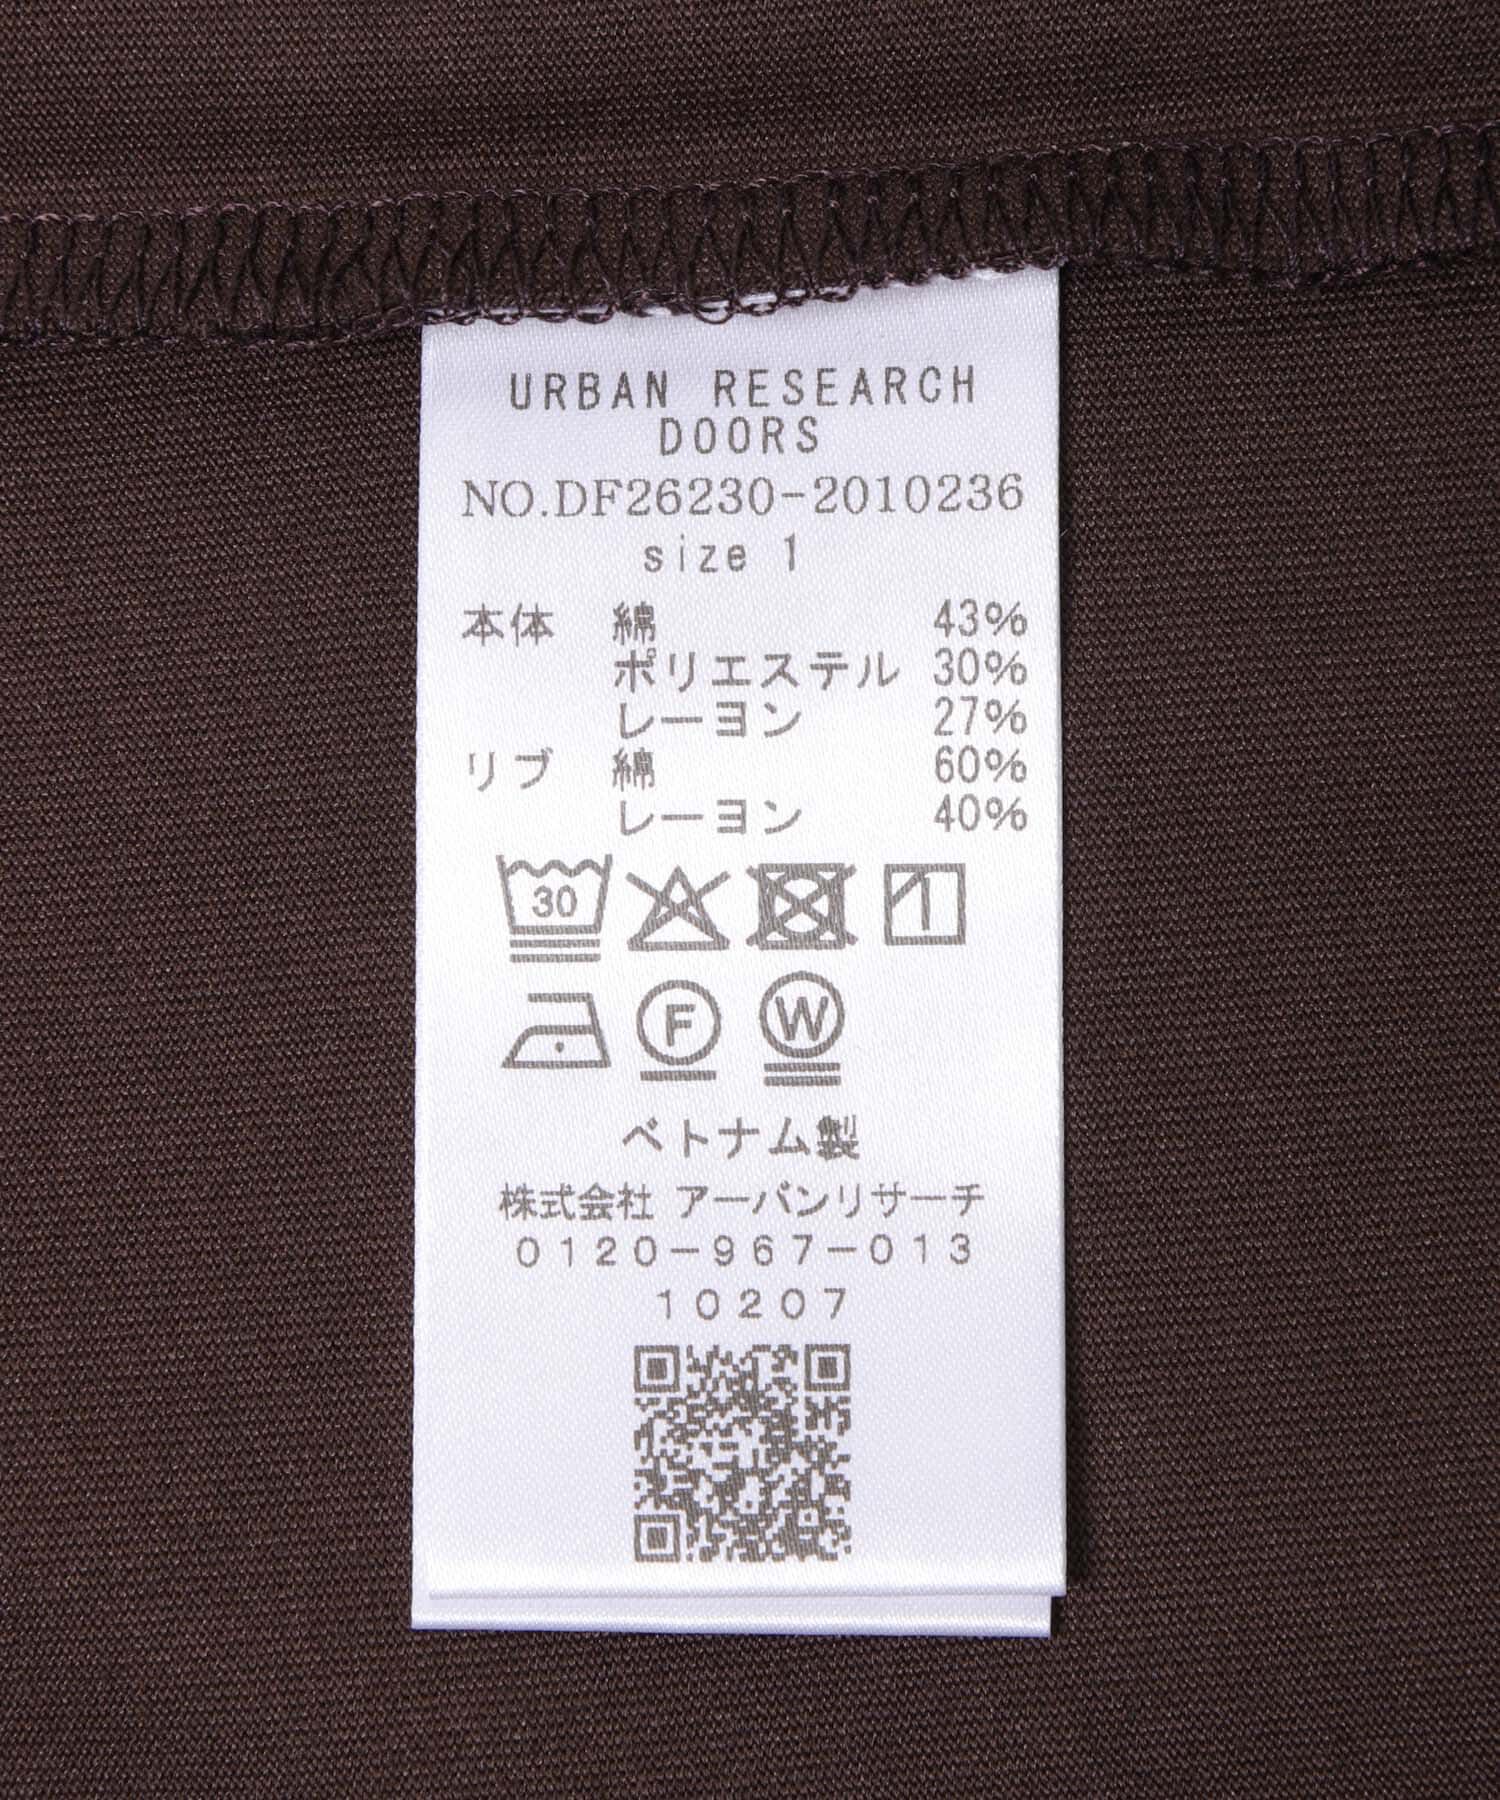 URBAN RESEARCH
DOORS
NO.DF26230-2010236
size 1
本体 綿 43%
ポリエステル 30%
レーヨン 27%
リブ 綿 60%
レーヨン 40%
30 1
F W
ベトナム製
株式会社 アーバンリサーチ
0120-967-013
10207